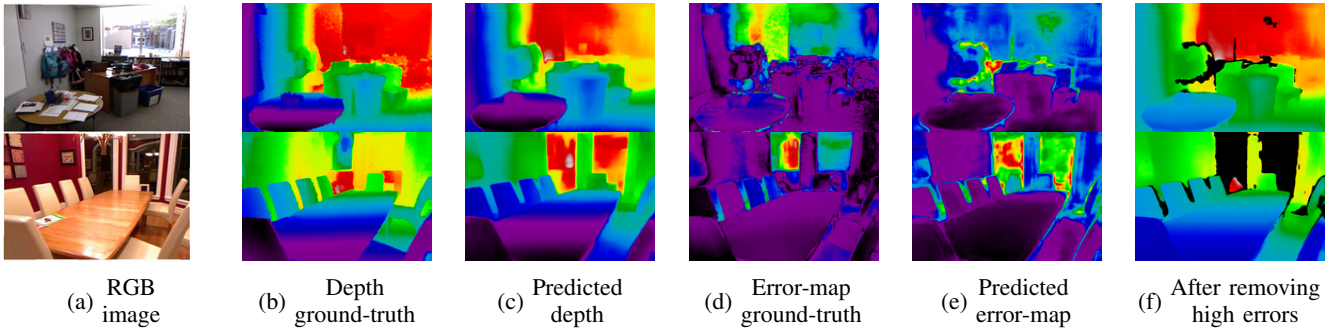 (a) RGB
image
(b) Depth
ground-truth
(c) Predicted
depth
(d) Error-map
ground-truth
(e) Predicted
error-map
(f) After removing
high errors